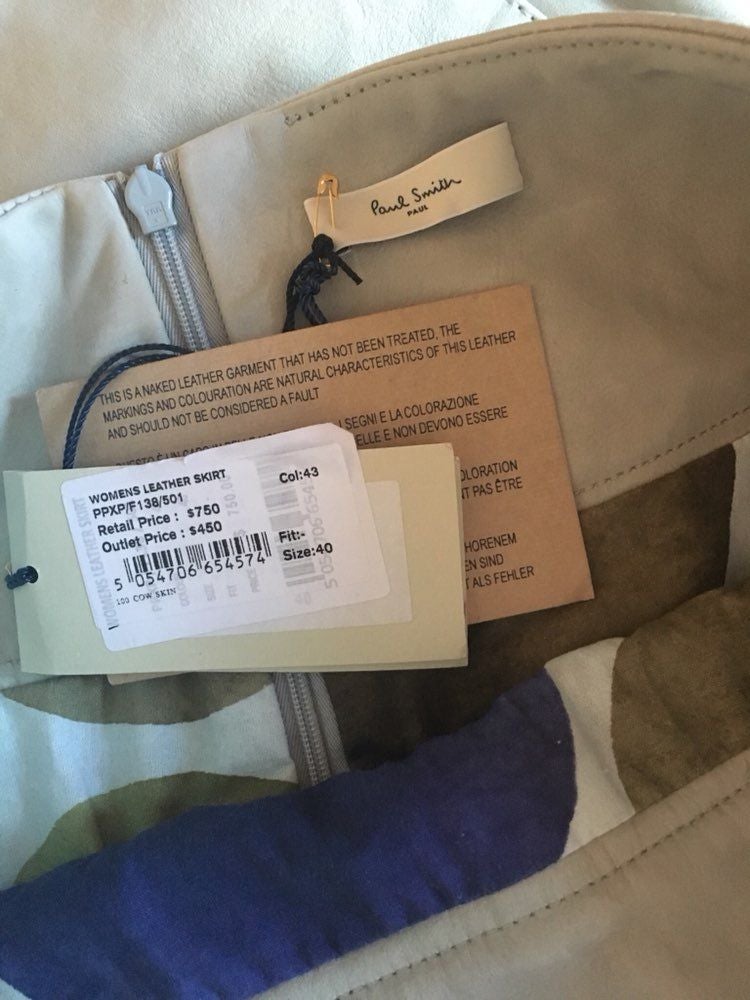 Paul Smith
PAUL
THIS IS A NAKED LEATHER GARMENT THAT HAS NOT BEEN TREATED, THE
MARKINGS AND COLOURATION ARE NATURAL CHARACTERISTICS OF THIS LEATHER
AND SHOULD NOT BE CONSIDERED A FAULT
I SEGNI E LA COLORAZIONE
ELLE E NON DEVONO ESSERE
OLORATION
T PAS ÊTRE
HORENEM
EN SIND
T ALS FEHLER
WOMENS LEATHER SKIRT
PPXP/F138/501
Retail Price : $750
Outlet Price : $450
Col:43
Fit:-
Size:40
5 054706 654574
100 COW SKIN
WOMENS LEATHER SKIRT